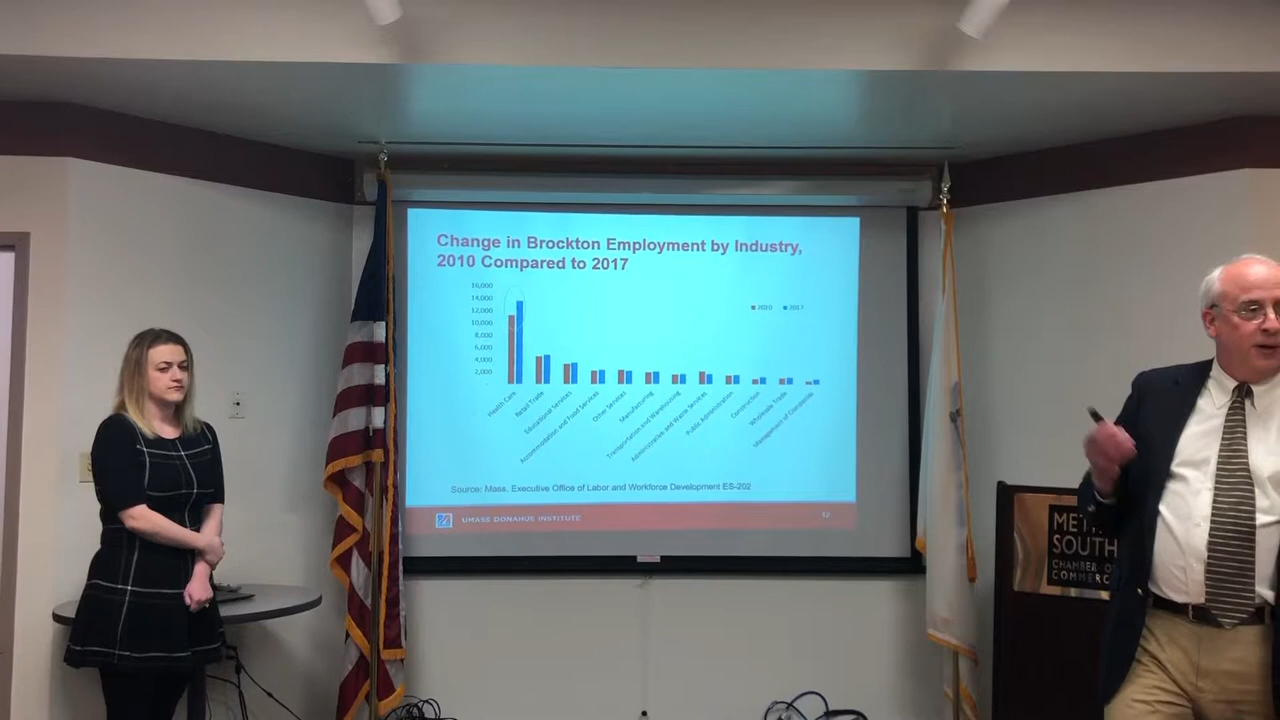 Change in Brockton Employment by Industry,
2010 Compared to 2017
16,000
14,000
12,000
10,000
8,000
6,000
4,000
2,000
2010 2017
Health Care
Retail Trade
Educational Services
Accommodation and Food Services
Other Services
Manufacturing
Transportation and Warehousing
Administrative and Waste Services
Public Administration
Construction
Wholesale Trade
Management of Companies
Source: Mass. Executive Office of Labor and Workforce Development ES-202
UMASS DONAHUE INSTITUTE
12
MET
SOUTH
CHAMBER O
COMMERC